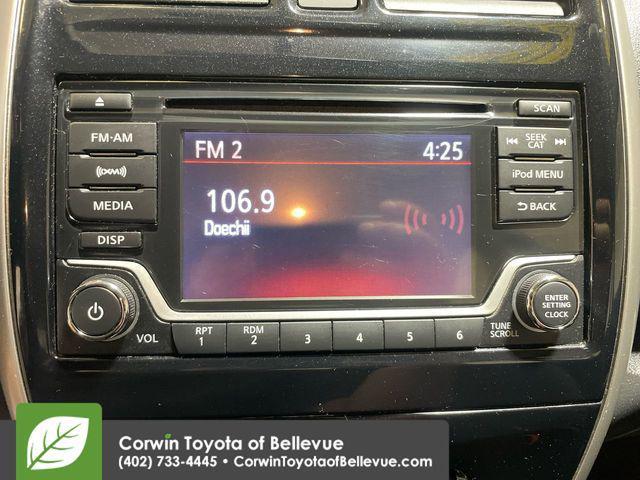 SCAN
FM-AM
SEEK
CAT
FM 2 4:25
((XM))
iPod MENU
106.9
Doechii
MEDIA
BACK
DISP
ENTER
SETTING
CLOCK
VOL
RPT
1
RDM
2
3
4
5
6
TUNE
SCROLL
Corwin Toyota of Bellevue
(402) 733-4445 • CorwinToyotaofBellevue.com